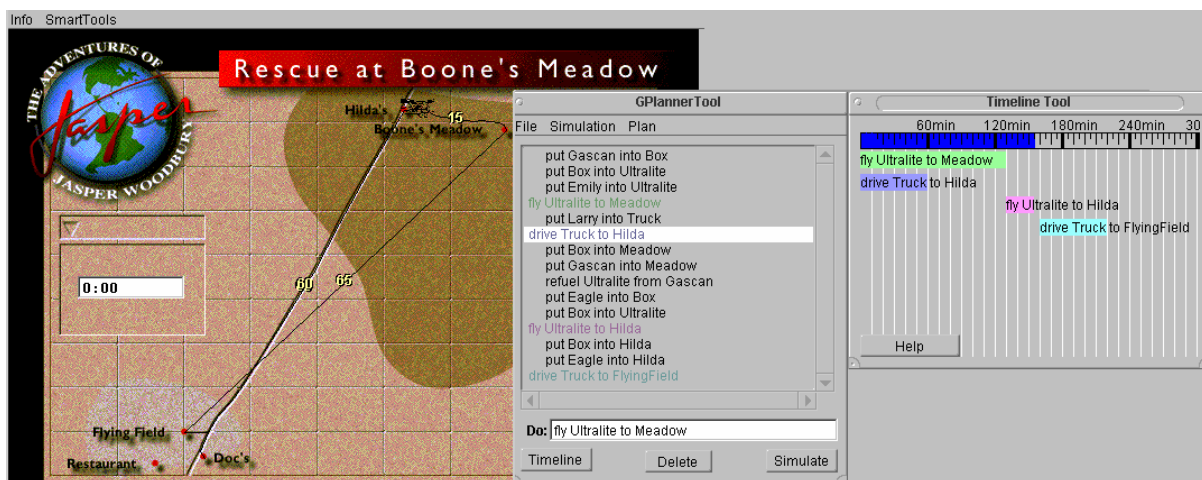 Info SmartTools
THE ADVENTURES OF
Jasper
JASPER WOODBURY
Rescue at Boone's Meadow
Hilda's
15
Boone's Meadow
60
65
0:00
Flying Field
Restaurant
Doc's
GPlannerTool
File Simulation Plan
put Gascan into Box
put Box into Ultralite
put Emily into Ultralite
fly Ultralite to Meadow
put Larry into Truck
drive Truck to Hilda
put Box into Meadow
put Gascan into Meadow
refuel Ultralite from Gascan
put Eagle into Box
put Box into Ultralite
fly Ultralite to Hilda
put Box into Hilda
put Eagle into Hilda
drive Truck to FlyingField
Do: fly Ultralite to Meadow
Timeline Delete Simulate
Timeline Tool
60min 120min 180min 240min 30
fly Ultralite to Meadow
drive Truck to Hilda
fly Ultralite to Hilda
drive Truck to FlyingField
Help